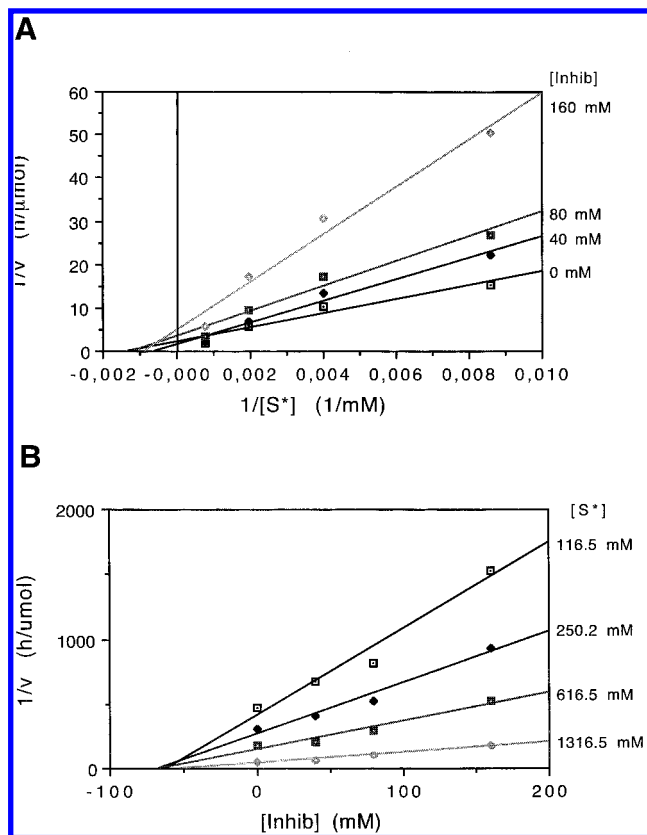 A
[Inhib]
60
160 mM
50
40
80 mM
30
40 mM
20
0 mM
10
0
-0,002 -0,000 0,002 0,004 0,006 0,008 0,010
1/[S*] (1/mM)
(h/μmol)
B
[S*]
2000
116.5 mM
250.2 mM
1000
616.5 mM
1316.5 mM
0
-100 0 100 200
[Inhib] (mM)
1/v (h/umol)